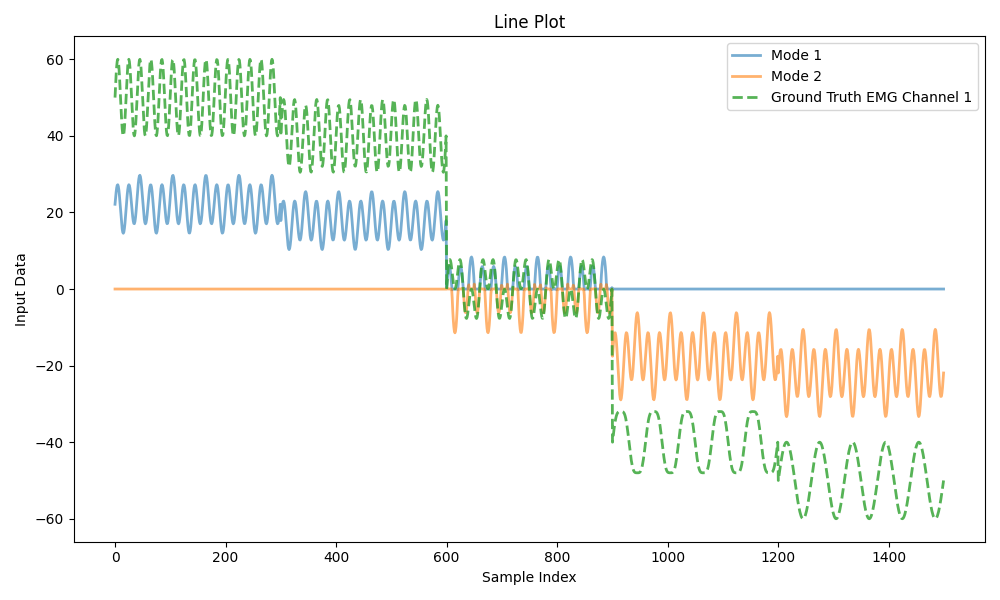 Line Plot
Mode 1
Mode 2
Ground Truth EMG Channel 1
Input Data
60
40
20
0
−20
−40
−60
0 200 400 600 800 1000 1200 1400
Sample Index